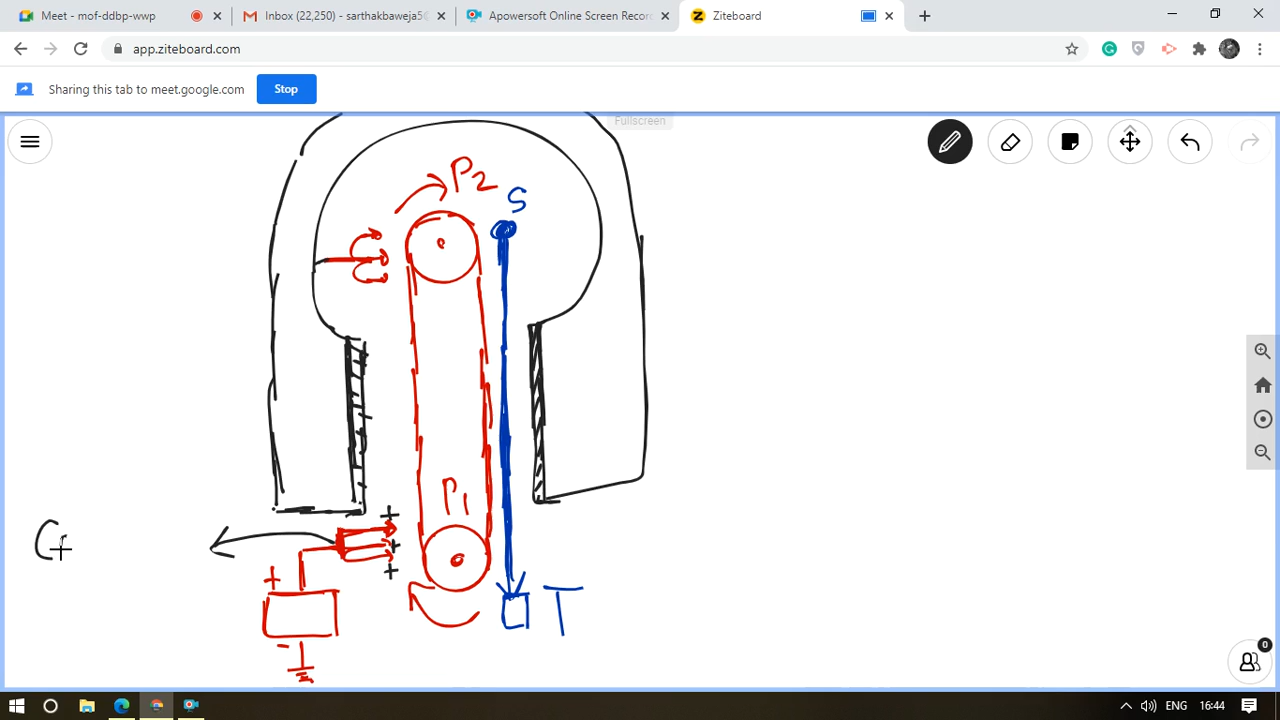 Meet - mof-ddbp-wwp
Inbox (22,250) - sarthakbaweja5
Apowersoft Online Screen Recor
Ziteboard
app.ziteboard.com
Sharing this tab to meet.google.com
Stop
Fullscreen
P2
S
P1
+
+
+
+
-
T
C
0
ENG
16:44